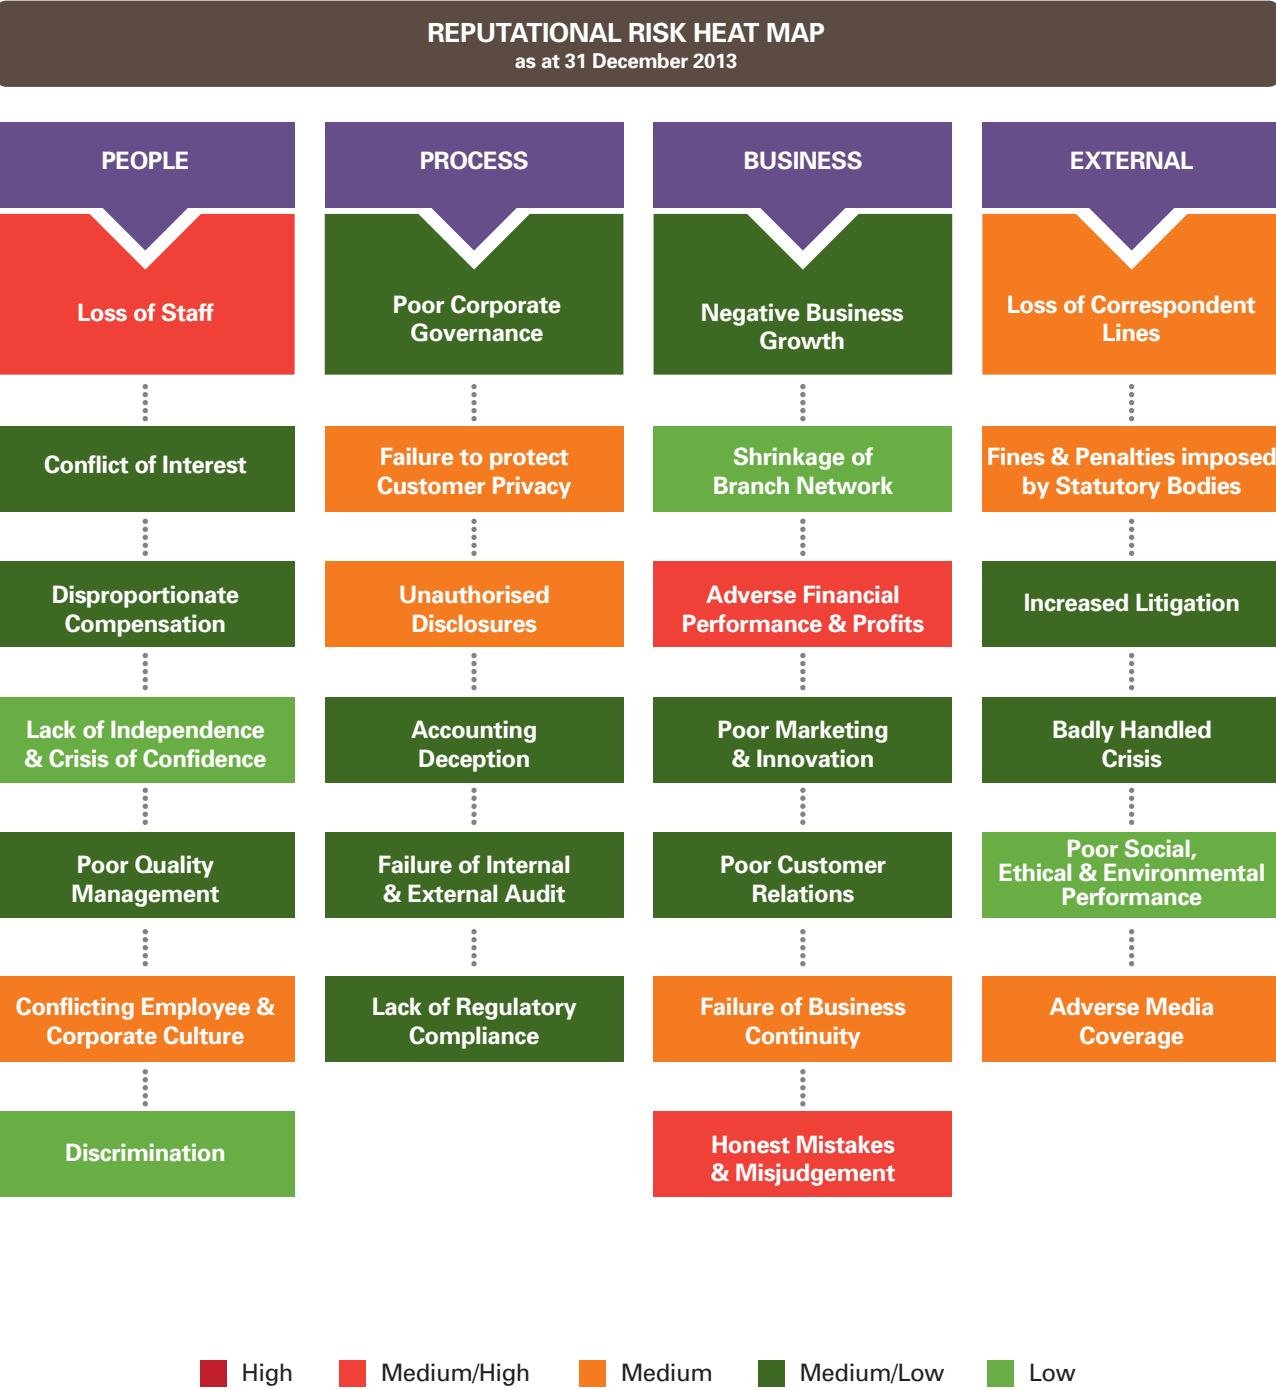 REPUTATIONAL RISK HEAT MAP
as at 31 December 2013
PEOPLE
Loss of Staff
Conflict of Interest
Disproportionate
Compensation
Lack of Independence
& Crisis of Confidence
Poor Quality
Management
Conflicting Employee &
Corporate Culture
Discrimination
PROCESS
Poor Corporate
Governance
Failure to protect
Customer Privacy
Unauthorised
Disclosures
Accounting
Deception
Failure of Internal
& External Audit
Lack of Regulatory
Compliance
BUSINESS
Negative Business
Growth
Shrinkage of
Branch Network
Adverse Financial
Performance & Profits
Poor Marketing
& Innovation
Poor Customer
Relations
Failure of Business
Continuity
Honest Mistakes
& Misjudgement
EXTERNAL
Loss of Correspondent
Lines
Fines & Penalties imposed
by Statutory Bodies
Increased Litigation
Badly Handled
Crisis
Poor Social,
Ethical & Environmental
Performance
Adverse Media
Coverage
High
Medium/High
Medium
Medium/Low
Low